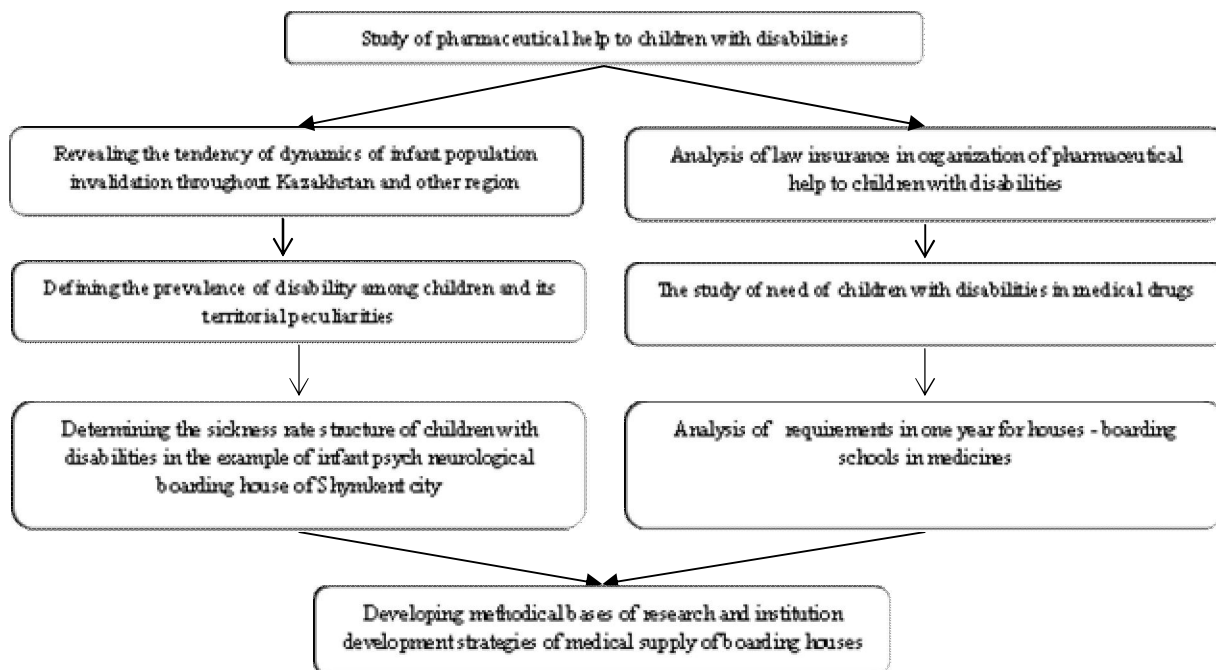 Study of pharmaceutical help to children with disabilities
Revealing the tendency of dynamics of infant population
invalidation throughout Kazakhstan and other region
Analysis of law insurance in organization of pharmaceutical
help to children with disabilities
Defining the prevalence of disability among children and its
territorial peculiarities
The study of need of children with disabilities in medical drugs
Determining the sickness rate structure of children with
disabilities in the example of infant psych neurological
boarding house of Shymkent city
Analysis of requirements in one year for houses - boarding
schools in medicines
Developing methodical bases of research and institution
development strategies of medical supply of boarding houses